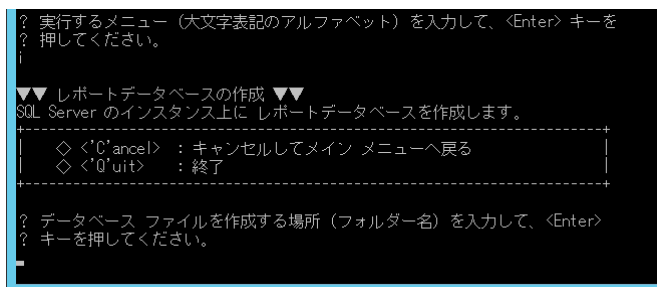 ? 実行するメニュー（大文字表記のアルファベット）を入力して、<Enter> キーを
? 押してください。
i
▼▼ レポートデータベースの作成 ▼▼
SQL Server のインスタンス上に レポートデータベースを作成します。
+----------------------------------------------------------------------+
|   ◇ <'C'ancel>  : キャンセルしてメイン メニューへ戻る   |
|   ◇ <'Q'uit>    : 終了   |
+----------------------------------------------------------------------+
? データベース ファイルを作成する場所（フォルダー名）を入力して、<Enter>
? キーを押してください。